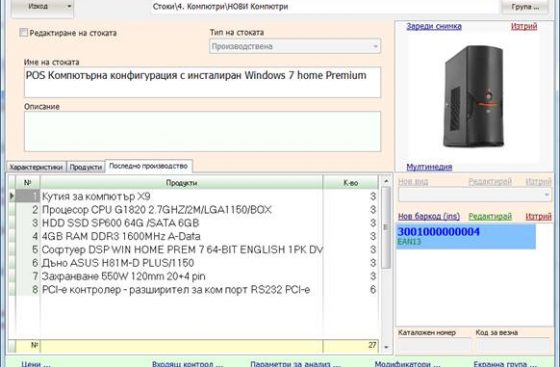 Изход
Стоки\4. Компютри\НОВИ Компютри
Група ...
Редактиране на стоката
Тип на стоката
Произведена
Зареди снимка
Изтрий
Име на стоката
POS Компютърна конфигурация с инсталиран Windows 7 home Premium
Описание
Мултимедия
Характеристики
Продукти
Последно производство
Нов вид
Редактирай
Изтрий
№
Продукти
К-во
1 Кутия за компютър X9 3
2 Процесор CPU G1820 2.7GHZ/2M/LGA1150/BOX 3
3 HDD SSD SP600 64G /SATA 6GB 3
4 4GB RAM DDR3 1600MHz A-Data 3
5 Софтуер DSP WIN HOME PREM 7 64-BIT ENGLISH 1PK DV 3
6 Дъно ASUS H81M-D PLUS/1150 3
7 Захранване 550W 120mm 20+4 pin 3
8 PCI-e контролер - разширител за ком порт RS232 PCI-e 6
Нов баркод (ins)
Редактирай
Изтрий
3001000000004
EAN13
Каталожен номер
Код за везна
№
27
Цени ...
Входящ контрол ...
Параметри за анализ ...
Модификатори ...
Екранна група ...